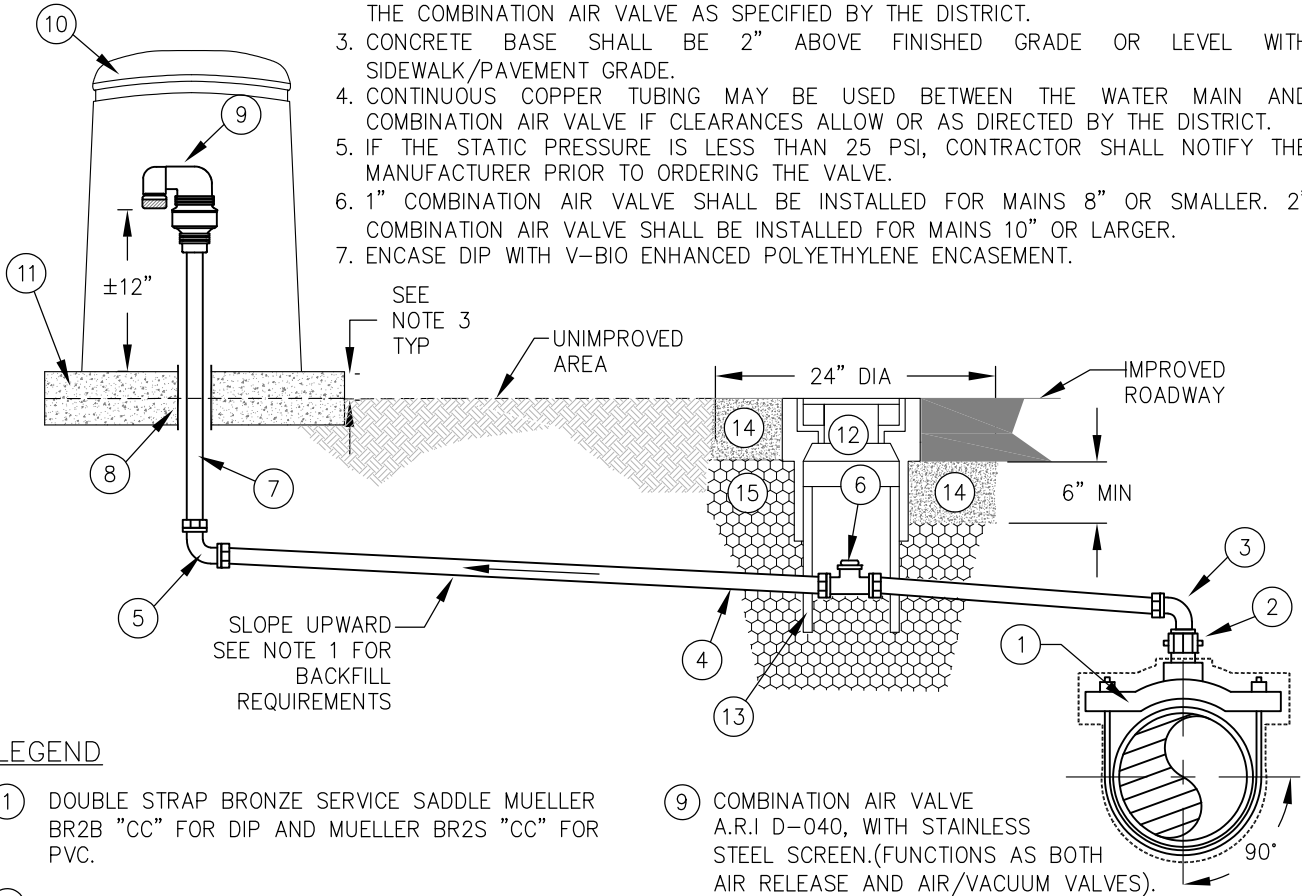 THE COMBINATION AIR VALVE AS SPECIFIED BY THE DISTRICT.
3. CONCRETE BASE SHALL BE 2" ABOVE FINISHED GRADE OR LEVEL WITH
SIDEWALK/PAVEMENT GRADE.
4. CONTINUOUS COPPER TUBING MAY BE USED BETWEEN THE WATER MAIN AND
COMBINATION AIR VALVE IF CLEARANCES ALLOW OR AS DIRECTED BY THE DISTRICT.
5. IF THE STATIC PRESSURE IS LESS THAN 25 PSI, CONTRACTOR SHALL NOTIFY THE
MANUFACTURER PRIOR TO ORDERING THE VALVE.
6. 1" COMBINATION AIR VALVE SHALL BE INSTALLED FOR MAINS 8" OR SMALLER. 2"
COMBINATION AIR VALVE SHALL BE INSTALLED FOR MAINS 10" OR LARGER.
7. ENCASE DIP WITH V-BIO ENHANCED POLYETHYLENE ENCASEMENT.
10
9
11
±12"
SEE
NOTE 3
TYP
UNIMPROVED
AREA
24" DIA
IMPROVED
ROADWAY
14
12
15
6
14
6" MIN
8
7
5
SLOPE UPWARD
SEE NOTE 1 FOR
BACKFILL
REQUIREMENTS
4
13
3
2
1
90°
LEGEND
1 DOUBLE STRAP BRONZE SERVICE SADDLE MUELLER
BR2B "CC" FOR DIP AND MUELLER BR2S "CC" FOR
PVC.
9 COMBINATION AIR VALVE
A.R.I D-040, WITH STAINLESS
STEEL SCREEN.(FUNCTIONS AS BOTH
AIR RELEASE AND AIR/VACUUM VALVES).